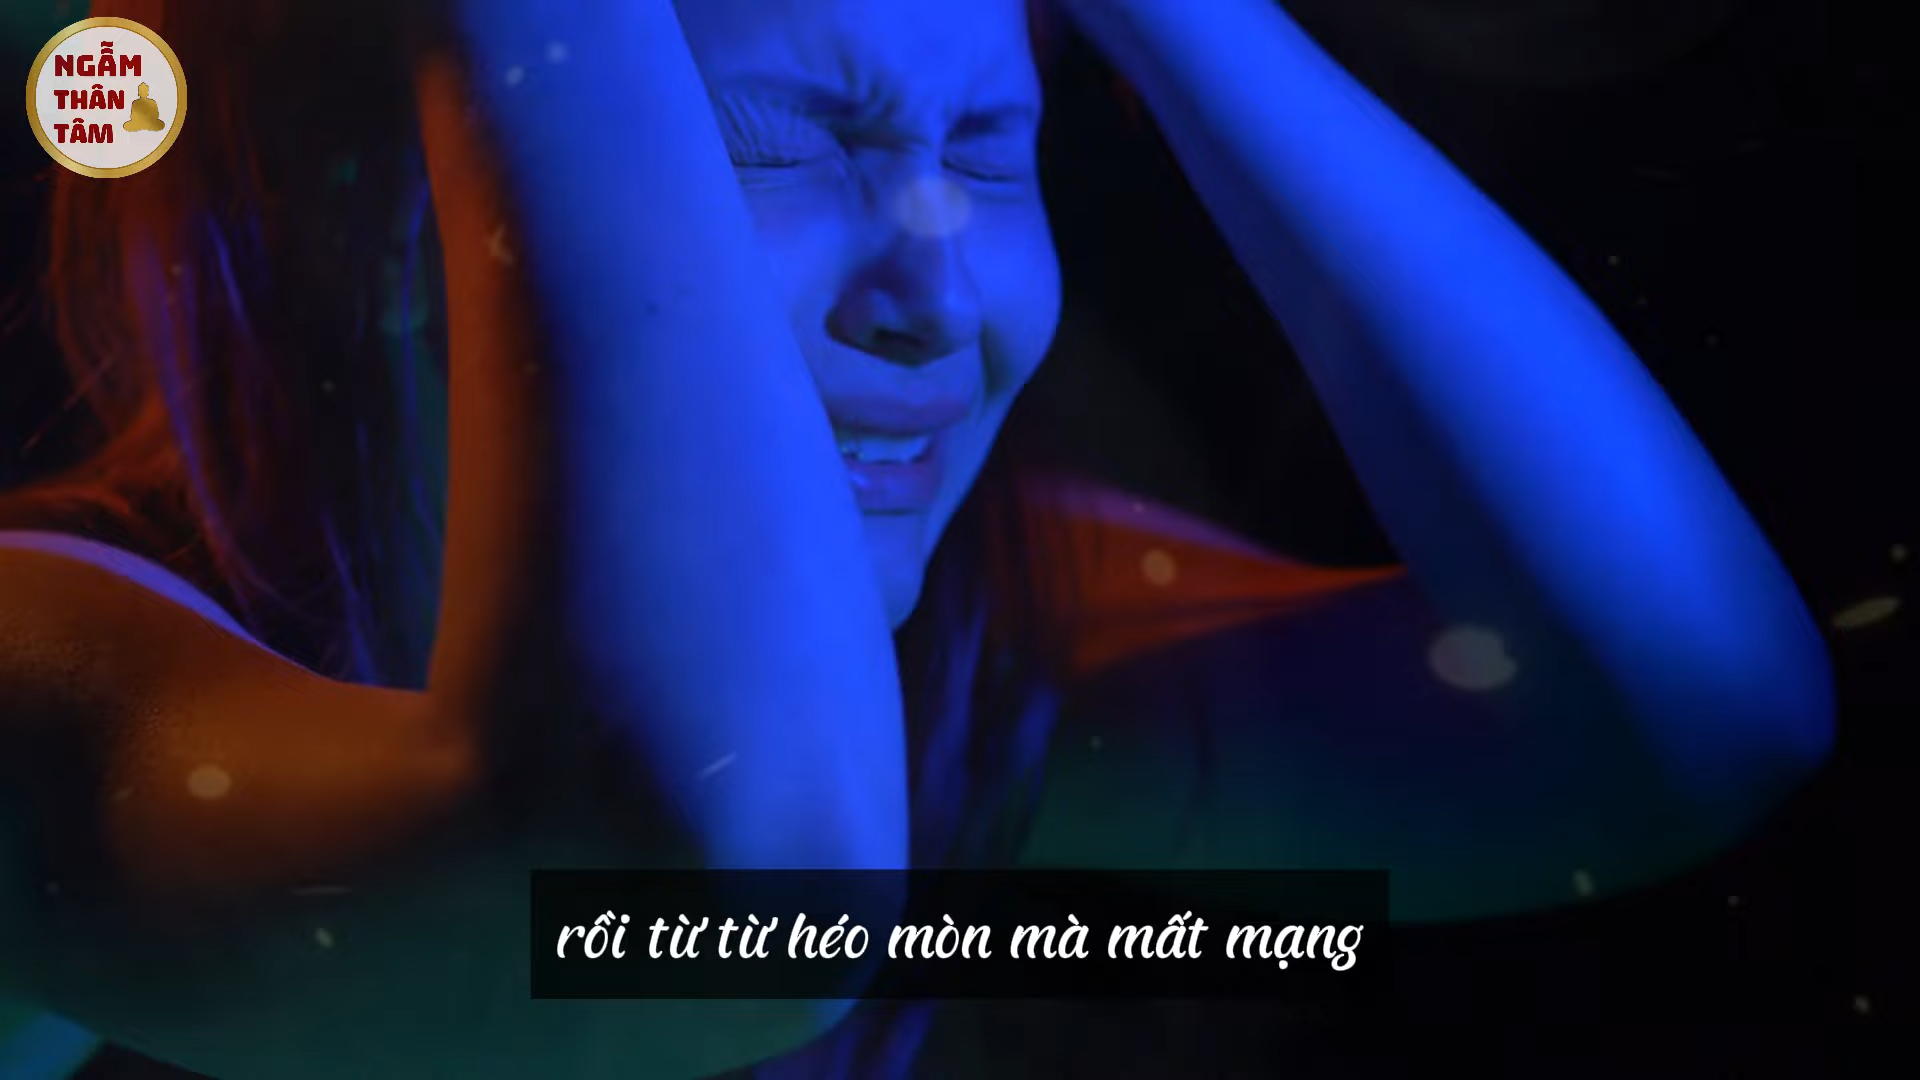 NGẪM
THÂN
TÂM
rồi từ từ héo mòn mà mất mạng